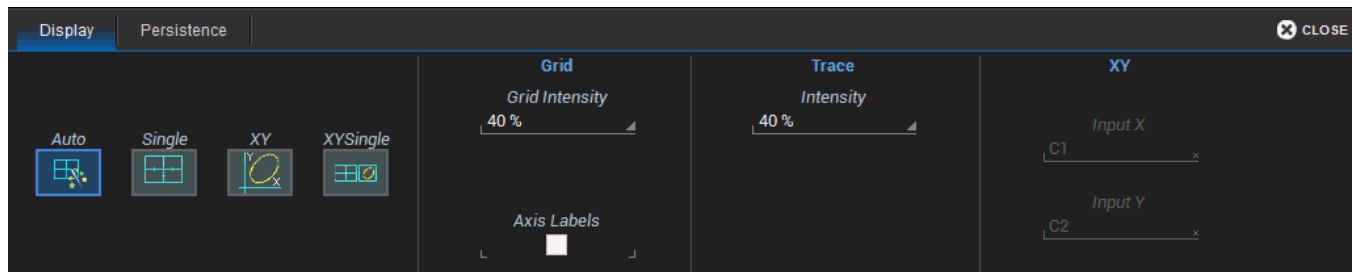 Display
Persistence
CLOSE
Auto
Single
XY
XYSingle
Y
X
Grid
Grid Intensity
40 %
Axis Labels
Trace
Intensity
40 %
XY
Input X
C1
Input Y
C2